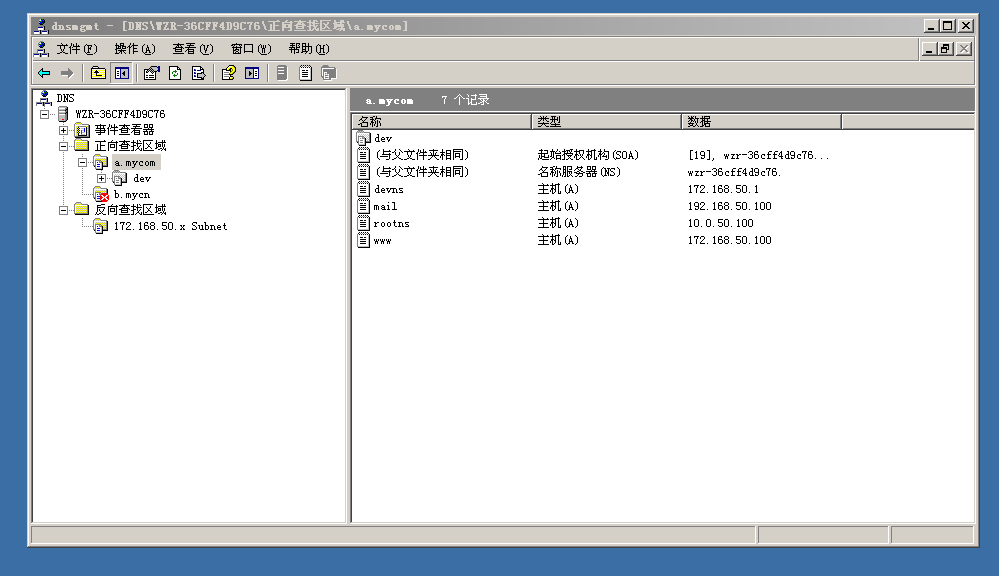 dnsmgmt - [DNS\WZR-36CFF4D9C76\正向查找区域\a.mycom]
文件(F) 操作(A) 查看(V) 窗口(W) 帮助(H)
DNS
WZR-36CFF4D9C76
事件查看器
正向查找区域
a.mycom
dev
b.mycn
反向查找区域
172.168.50.x Subnet
a.mycom 7 个记录
名称 类型 数据
dev
(与父文件夹相同) 起始授权机构(SOA) [19], wzr-36cff4d9c76...
(与父文件夹相同) 名称服务器(NS) wzr-36cff4d9c76.
devns 主机(A) 172.168.50.1
mail 主机(A) 192.168.50.100
rootns 主机(A) 10.0.50.100
www 主机(A) 172.168.50.100